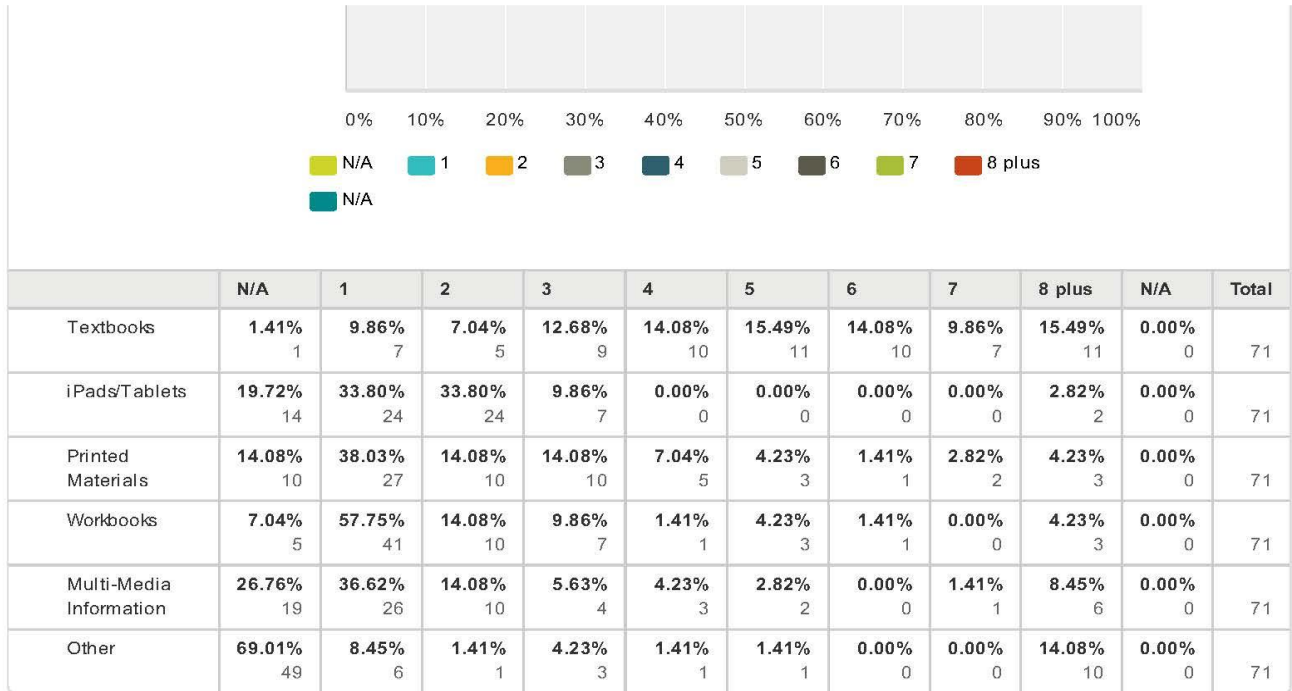 0% 10% 20% 30% 40% 50% 60% 70% 80% 90% 100%
N/A 1 2 3 4 5 6 7 8 plus
N/A
N/A 1 2 3 4 5 6 7 8 plus N/A Total
Textbooks 1.41% 9.86% 7.04% 12.68% 14.08% 15.49% 14.08% 9.86% 15.49% 0.00%
1 7 5 9 10 11 10 7 11 0 71
iPads/Tablets 19.72% 33.80% 33.80% 9.86% 0.00% 0.00% 0.00% 0.00% 2.82% 0.00%
14 24 24 7 0 0 0 0 2 0 71
Printed 14.08% 38.03% 14.08% 14.08% 7.04% 4.23% 1.41% 2.82% 4.23% 0.00%
Materials 10 27 10 10 5 3 1 2 3 0 71
Workbooks 7.04% 57.75% 14.08% 9.86% 1.41% 4.23% 1.41% 0.00% 4.23% 0.00%
5 41 10 7 1 3 1 0 3 0 71
Multi-Media 26.76% 36.62% 14.08% 5.63% 4.23% 2.82% 0.00% 1.41% 8.45% 0.00%
Information 19 26 10 4 3 2 0 1 6 0 71
Other 69.01% 8.45% 1.41% 4.23% 1.41% 1.41% 0.00% 0.00% 14.08% 0.00%
49 6 1 3 1 1 0 0 10 0 71